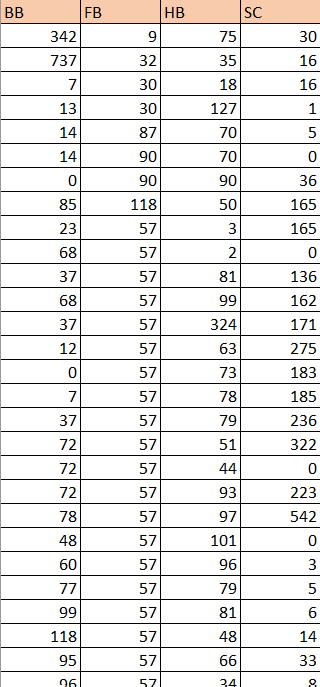 BB FB HB SC
342 9 75 30
737 32 35 16
7 30 18 16
13 30 127 1
14 87 70 5
14 90 70 0
0 90 90 36
85 118 50 165
23 57 3 165
68 57 2 0
37 57 81 136
68 57 99 162
37 57 324 171
12 57 63 275
0 57 73 183
7 57 78 185
37 57 79 236
72 57 51 322
72 57 44 0
72 57 93 223
78 57 97 542
48 57 101 0
60 57 96 3
77 57 79 5
99 57 81 6
118 57 48 14
95 57 66 33
96 57 34 8